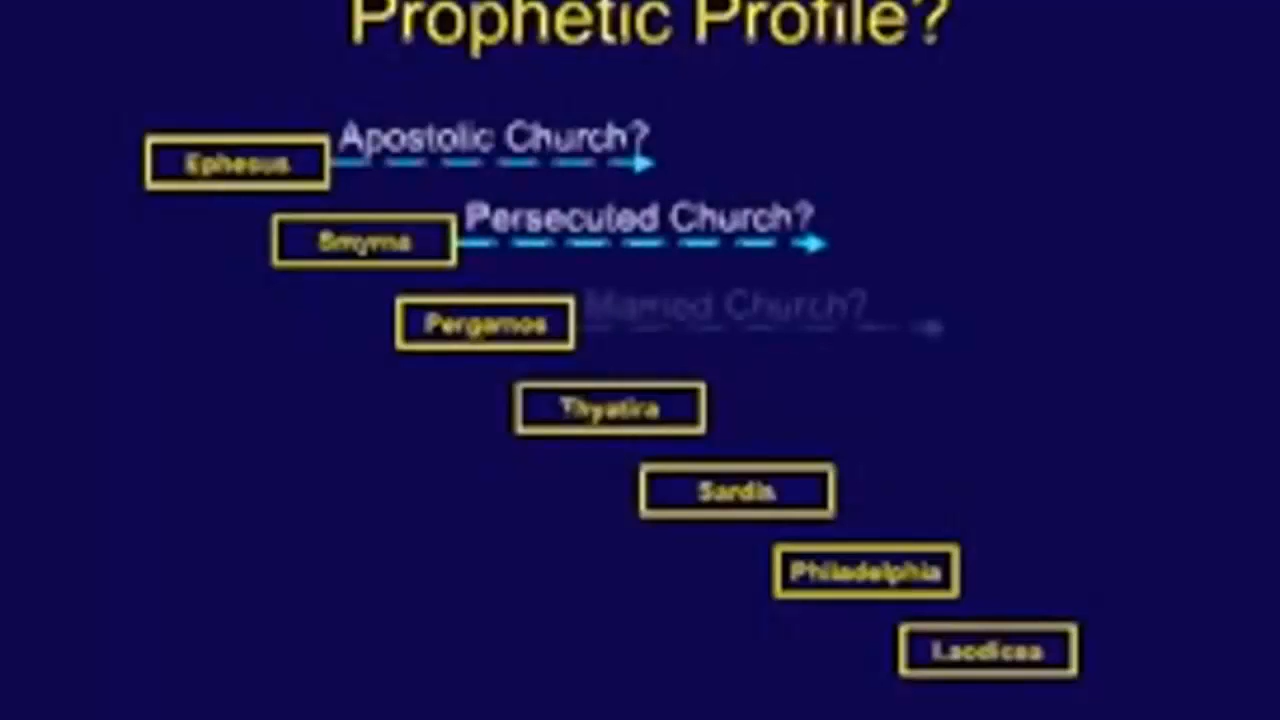 Prophetic Profile?
Apostolic Church?
Ephesus
Persecuted Church?
Smyrna
Married Church?
Pergamos
Thyatira
Sardis
Philadelphia
Laodicea